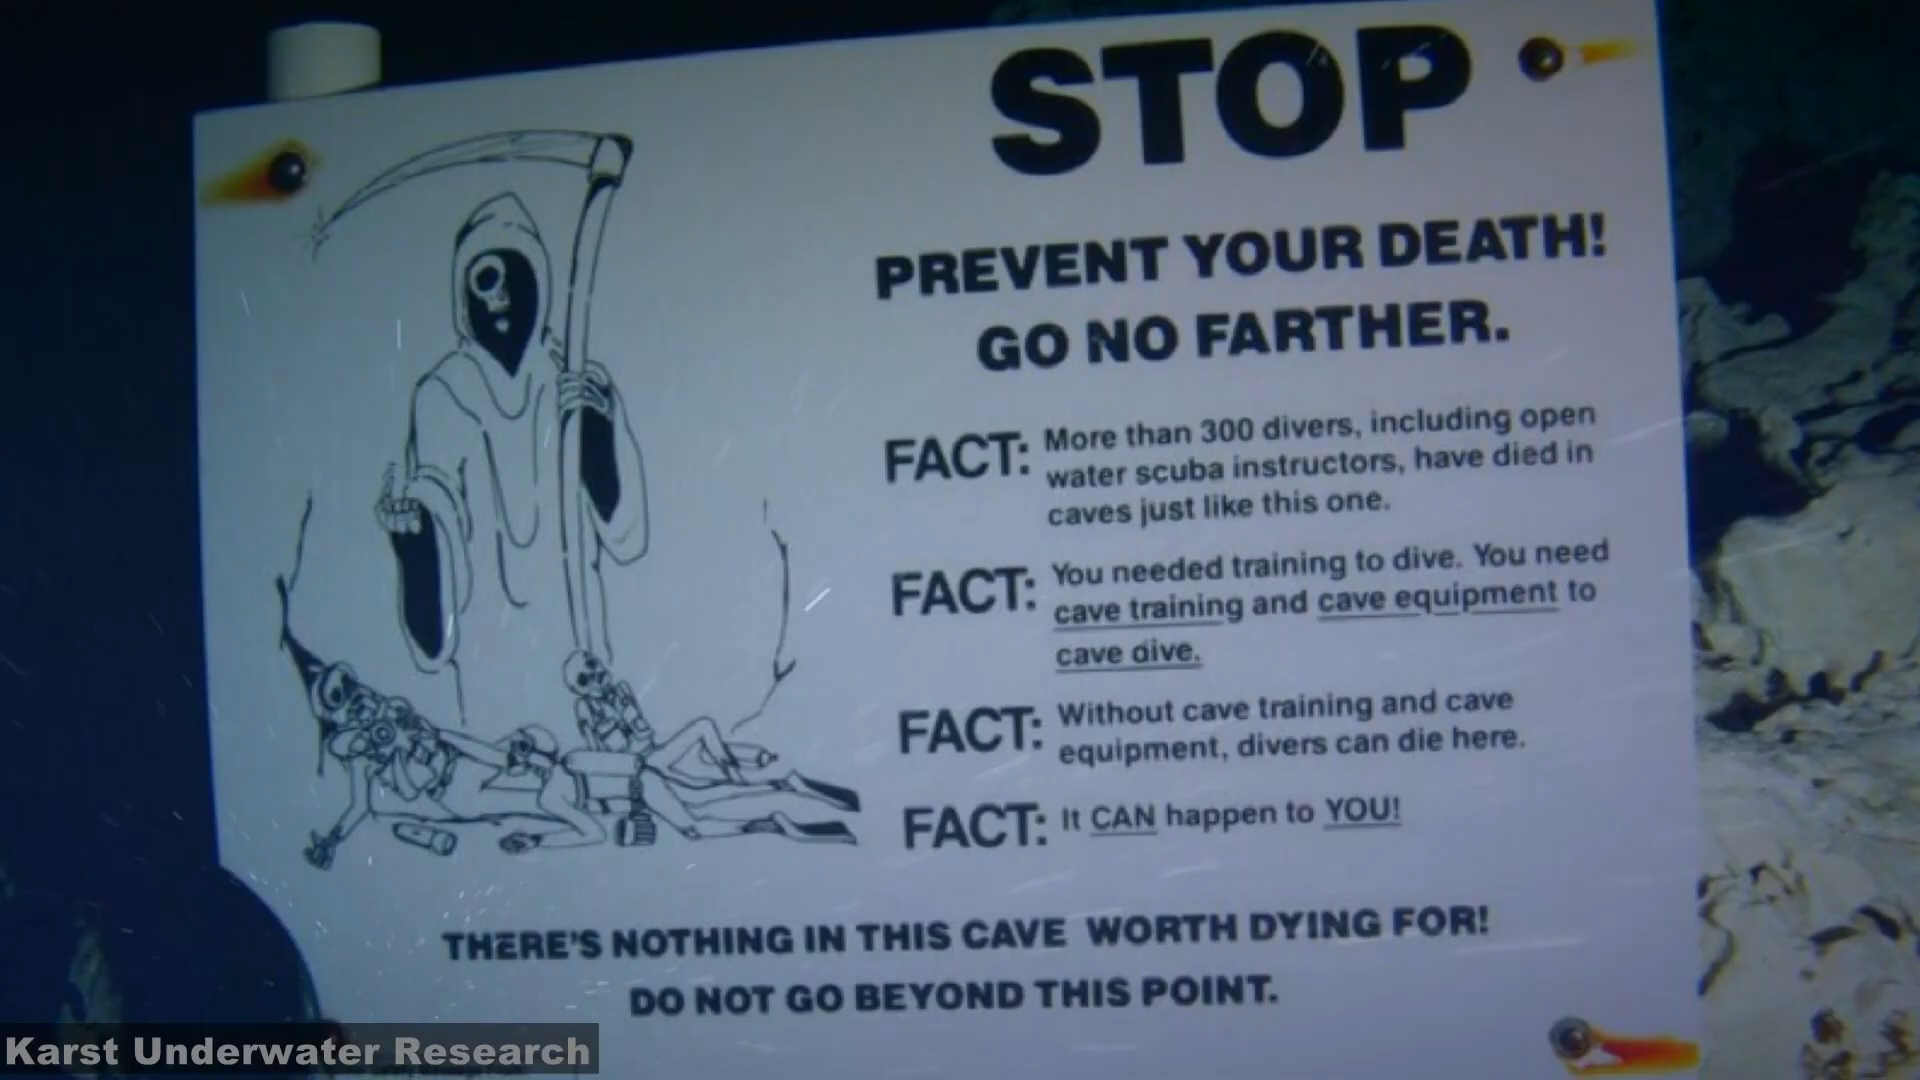 STOP
PREVENT YOUR DEATH!
GO NO FARTHER.
FACT: More than 300 divers, including open
water scuba instructors, have died in
caves just like this one.
FACT: You needed training to dive. You need
cave training and cave equipment to
cave dive.
FACT: Without cave training and cave
equipment, divers can die here.
FACT: It CAN happen to YOU!
THERE'S NOTHING IN THIS CAVE WORTH DYING FOR!
DO NOT GO BEYOND THIS POINT.
Karst Underwater Research